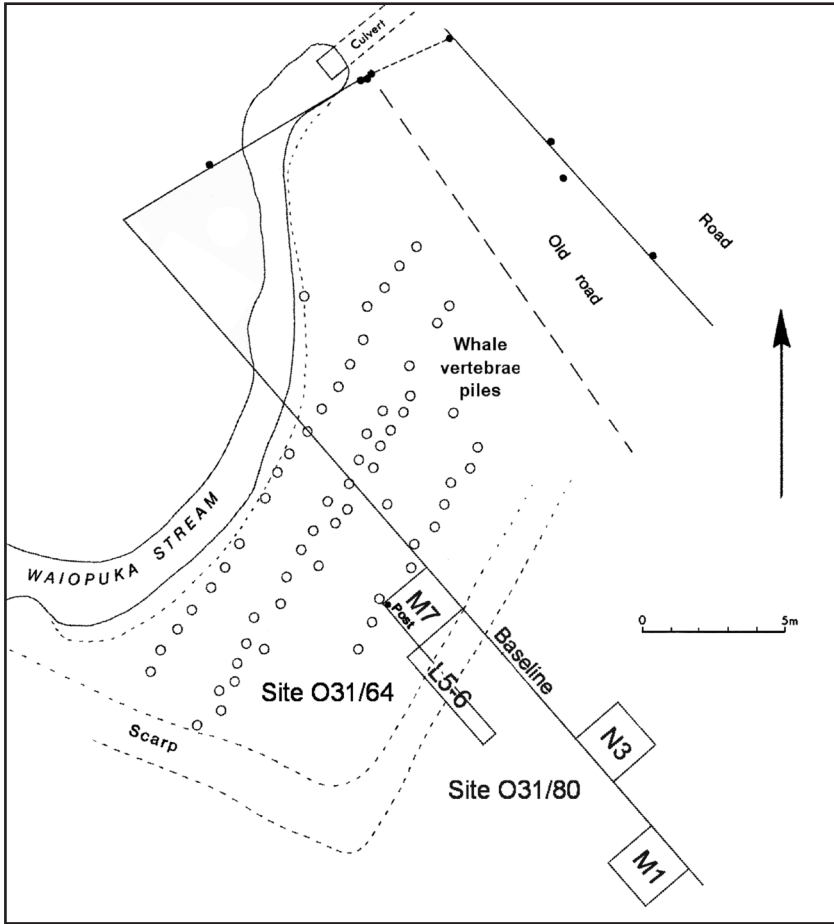 Culvert
Road
Old road
Whale
vertebrae
piles
WAIOPUKA STREAM
M7
Post
Baseline
0 5m
L5-6
Site O31/64
N3
Scarp
Site O31/80
M1